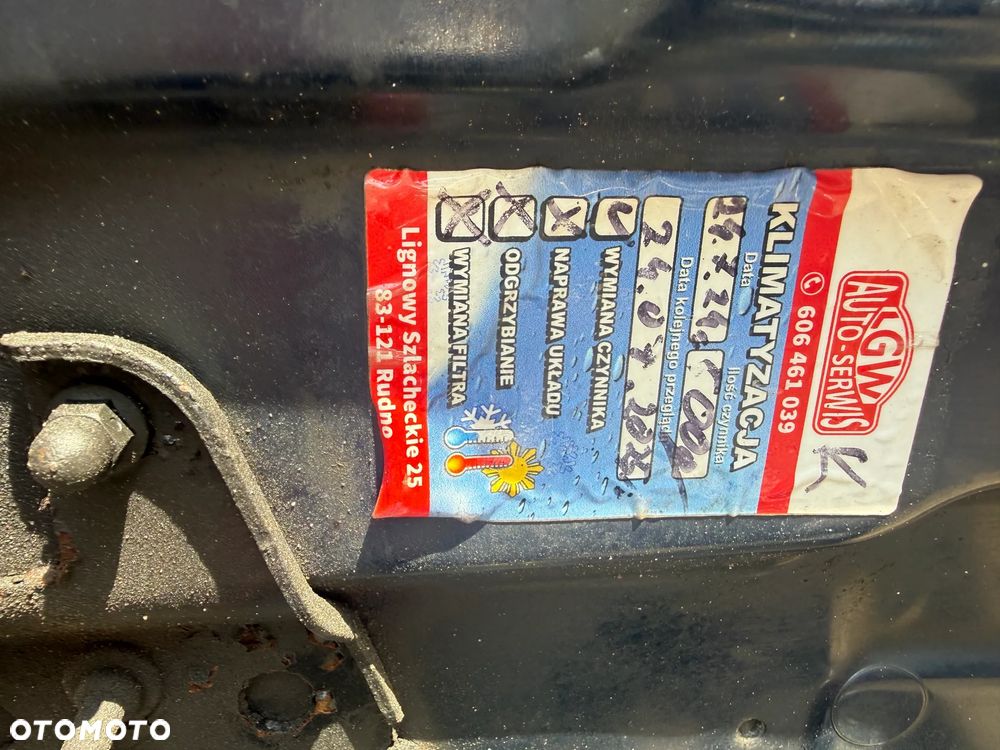 LGW
AUTO-SERWIS
K
606 461 039
KLIMATYZACJA
Data
Ilość czynnika
Data kolejnego przeglądu
WYMIANA CZYNNIKA
NAPRAWA UKŁADU
ODGRZYBIANIE
WYMIANA FILTRA
Lignowy Szlacheckie 25
83-121 Rudno
OTOMOTO